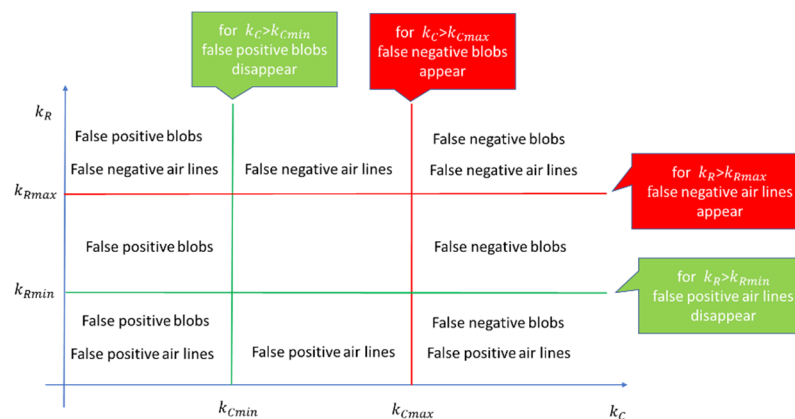 for k_C>k_Cmin
false positive blobs
disappear
for k_C>k_Cmax
false negative blobs
appear
k_R
False positive blobs
False negative air lines
False negative air lines
False negative blobs
False negative air lines
k_Rmax
for k_R>k_Rmax
false negative air lines
appear
False positive blobs
False negative blobs
k_Rmin
for k_R>k_Rmin
false positive air lines
disappear
False positive blobs
False positive air lines
False positive air lines
False negative blobs
False positive air lines
k_Cmin
k_Cmax
k_C